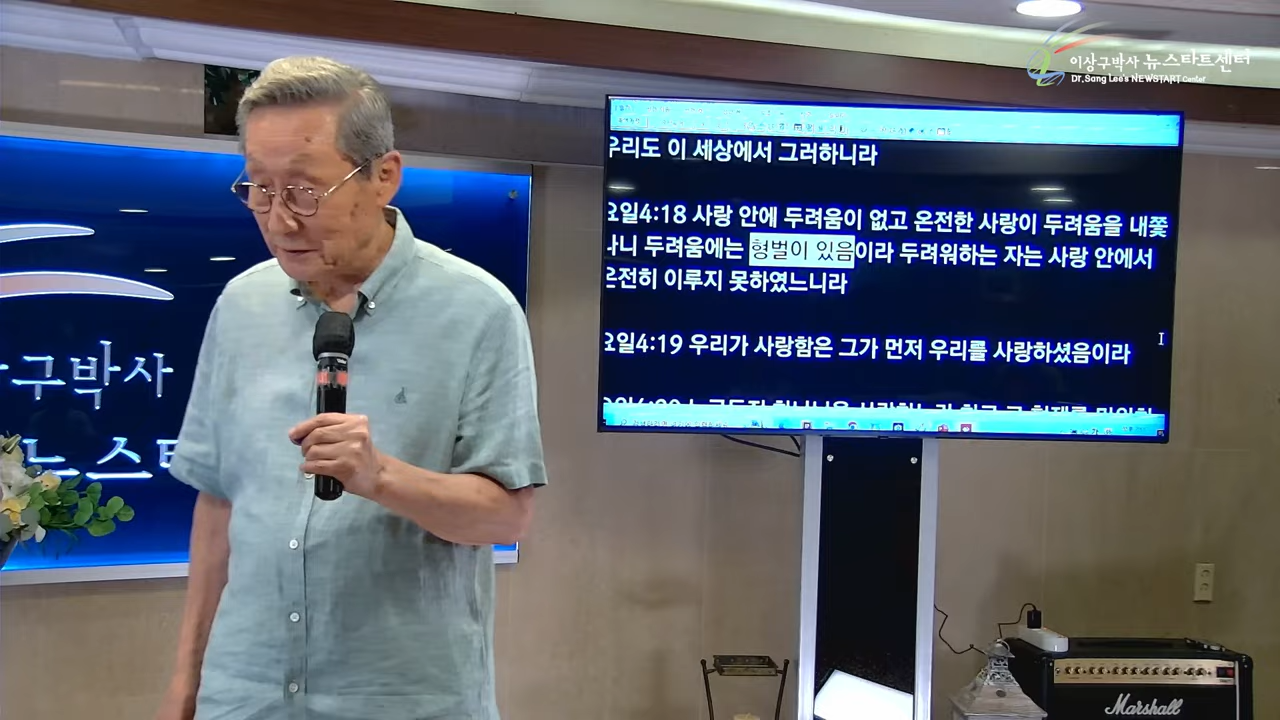 이상구박사 뉴스타트센터
Dr. Sang Lee's NEWSTART Center
우리도 이 세상에서 그러하니라
요일4:18 사랑 안에 두려움이 없고 온전한 사랑이 두려움을 내쫓
나니 두려움에는 형벌이 있음이라 두려워하는 자는 사랑 안에서
온전히 이루지 못하였느니라
요일4:19 우리가 사랑함은 그가 먼저 우리를 사랑하셨음이라
구박사
뉴스타
Marshall